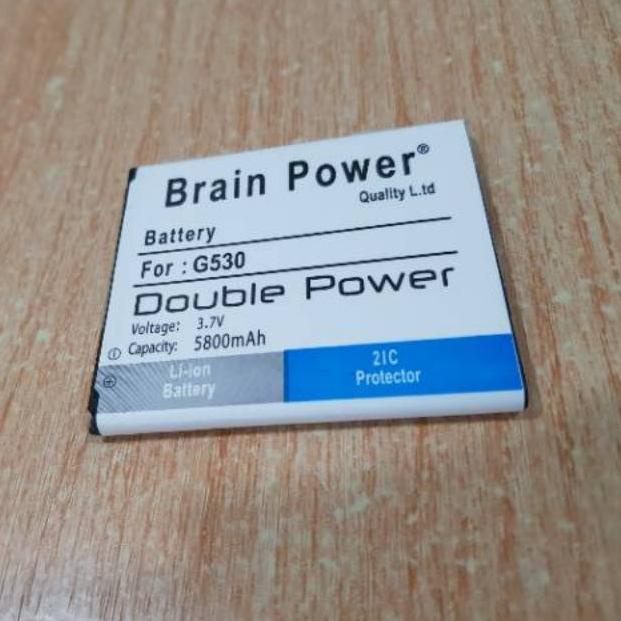 Brain Power®
Quality L.td
Battery
For : G530
Double Power
Voltage: 3.7V
Capacity: 5800mAh
Li-ion
Battery
2IC
Protector